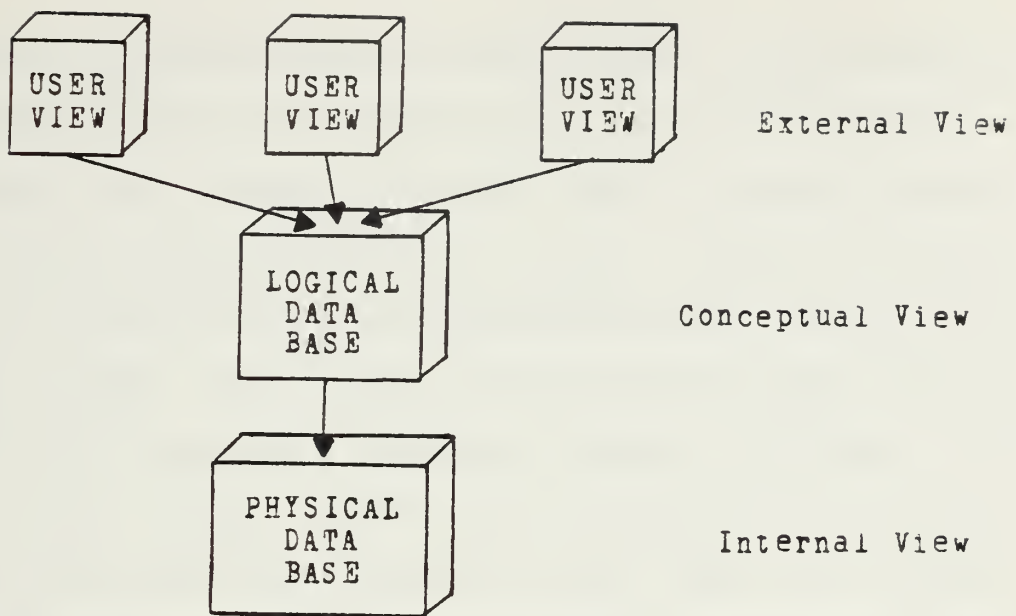 USER
VIEW
USER
VIEW
USER
VIEW
External View
LOGICAL
DATA
BASE
Conceptual View
PHYSICAL
DATA
BASE
Internal View